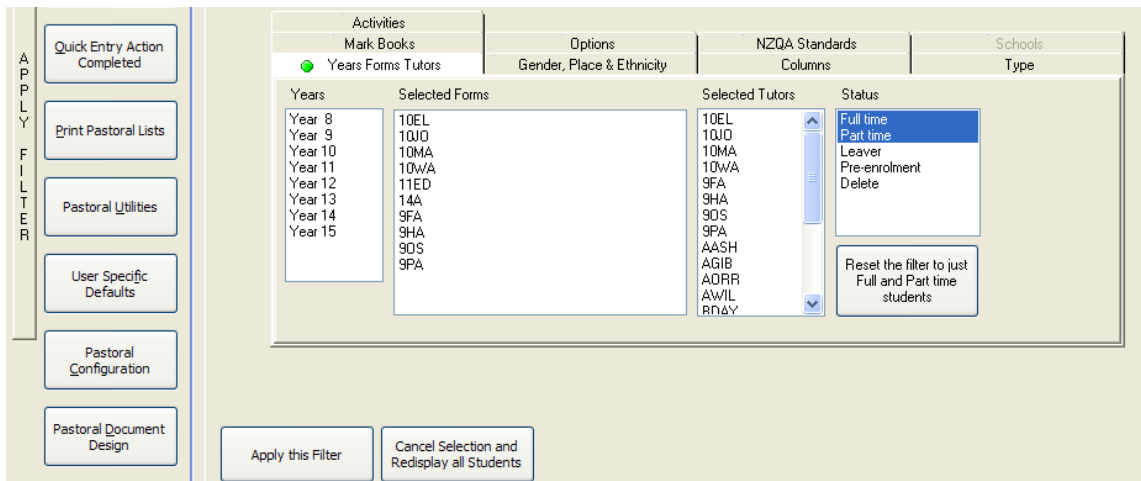 APPLY FILTER
Quick Entry Action
Completed
Print Pastoral Lists
Pastoral Utilities
User Specific
Defaults
Pastoral
Configuration
Pastoral Document
Design
Activities
Mark Books
Options
NZQA Standards
Schools
Years Forms Tutors
Gender, Place & Ethnicity
Columns
Type
Years
Year 8
Year 9
Year 10
Year 11
Year 12
Year 13
Year 14
Year 15
Selected Forms
10EL
10JO
10MA
10WA
11ED
14A
9FA
9HA
9OS
9PA
Selected Tutors
10EL
10JO
10MA
10WA
9FA
9HA
9OS
9PA
AASH
AGIB
AORR
AWIL
BDAY
Status
Full time
Part time
Leaver
Pre-enrolment
Delete
Reset the filter to just
Full and Part time
students
Apply this Filter
Cancel Selection and
Redisplay all Students